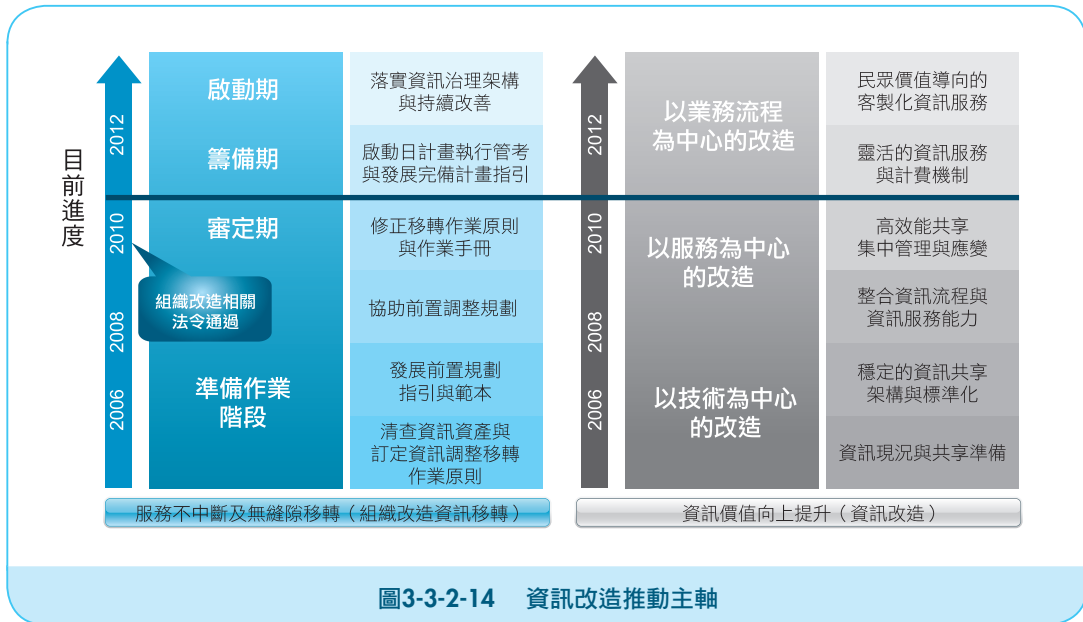 目前進度
2012
2010
2008
2006
組織改造相關
法令通過
啟動期
籌備期
審定期
準備作業
階段
落實資訊治理架構
與持續改善
啟動日計畫執行管考
與發展完備計畫指引
修正移轉作業原則
與作業手冊
協助前置調整規劃
發展前置規劃
指引與範本
清查資訊資產與
訂定資訊調整移轉
作業原則
服務不中斷及無縫隙移轉（組織改造資訊移轉）
2012
2010
2008
2006
以業務流程
為中心的改造
以服務為中心
的改造
以技術為中心
的改造
民眾價值導向的
客製化資訊服務
靈活的資訊服務
與計費機制
高效能共享
集中管理與應變
整合資訊流程與
資訊服務能力
穩定的資訊共享
架構與標準化
資訊現況與共享準備
資訊價值向上提升（資訊改造）
圖3-3-2-14 資訊改造推動主軸